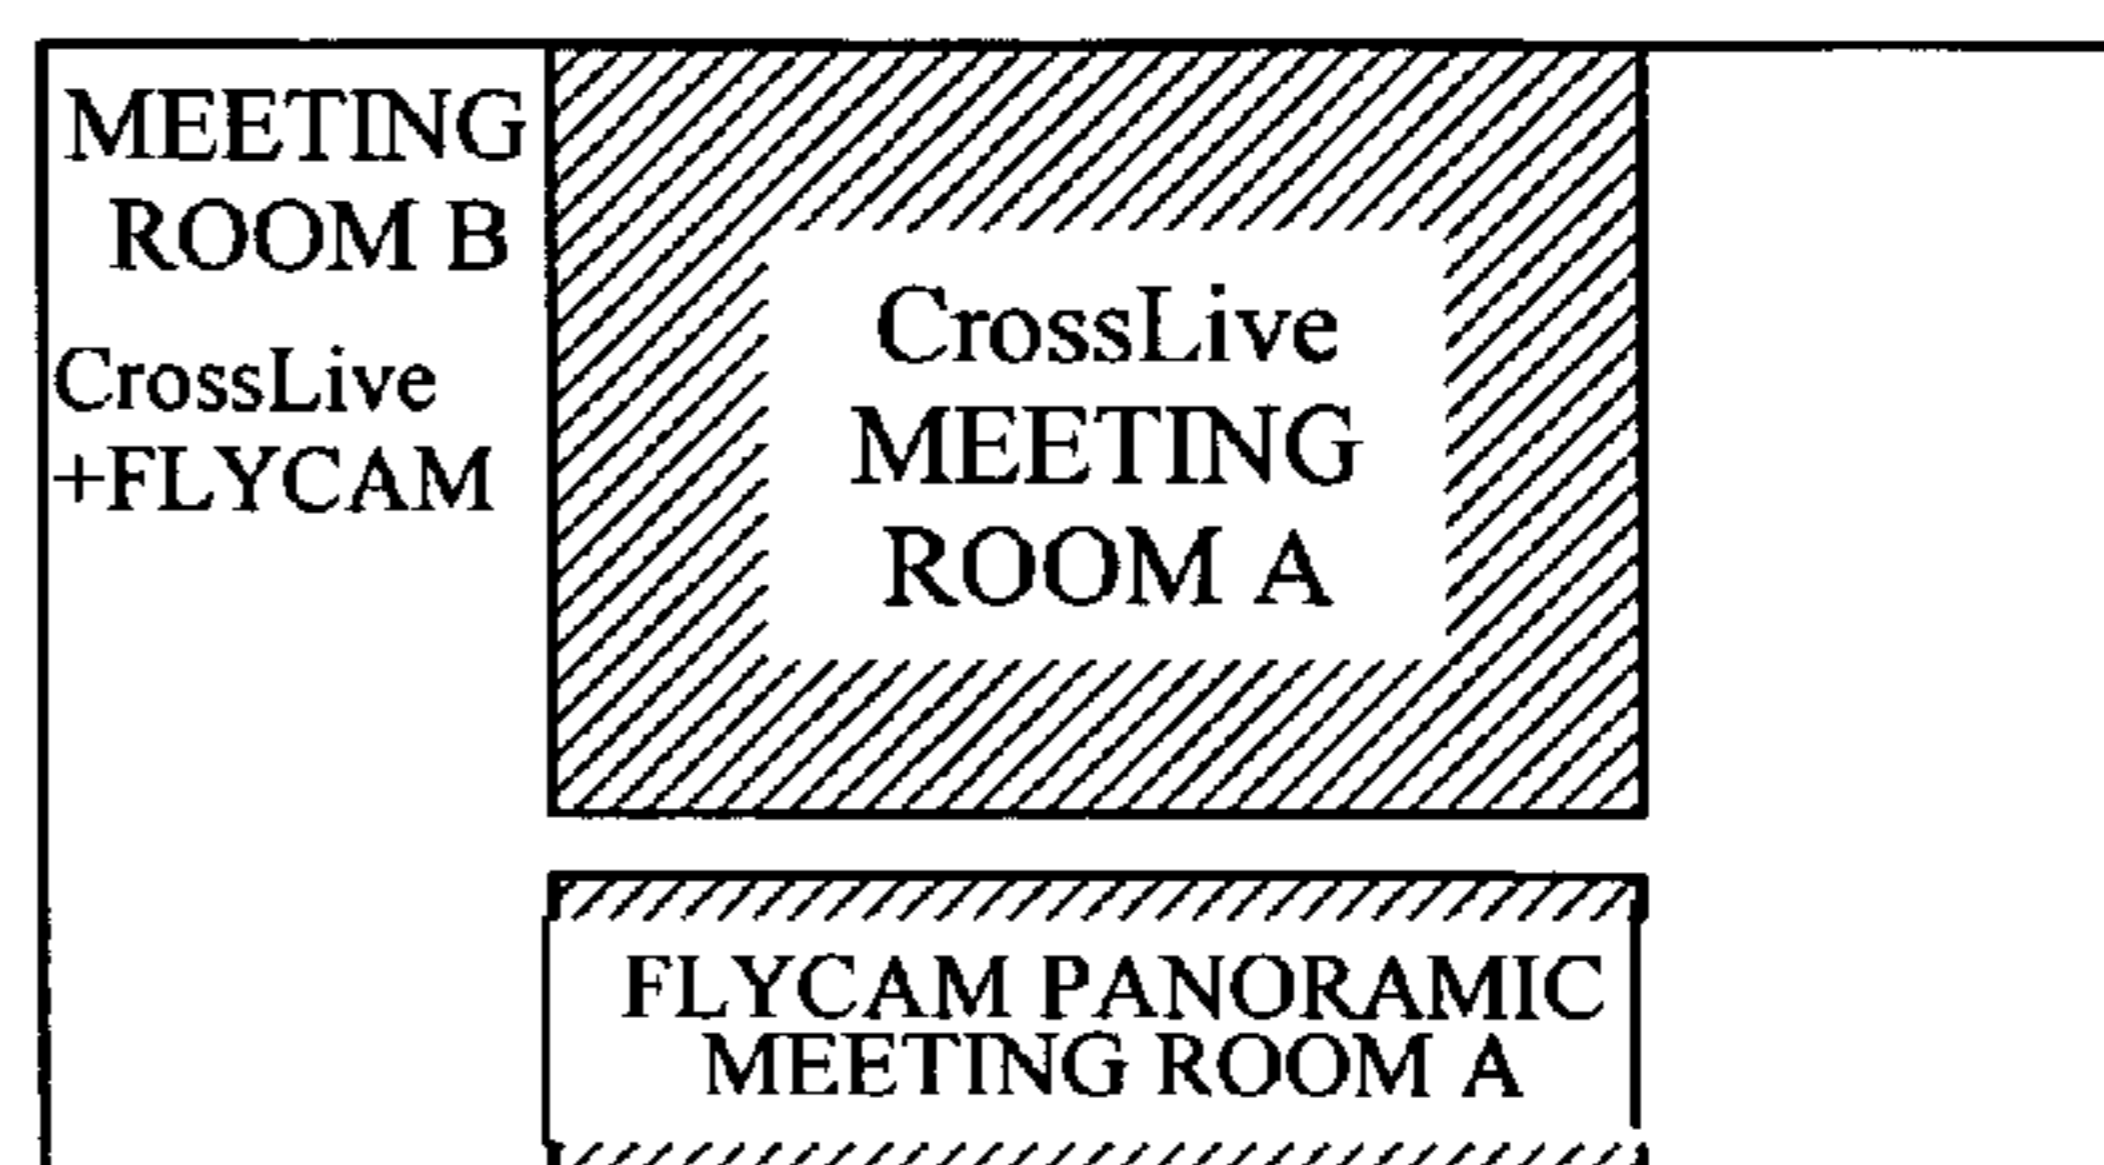 MEETING
ROOM B
CrossLive
+FLYCAM
CrossLive
MEETING
ROOM A
FLYCAM PANORAMIC
MEETING ROOM A